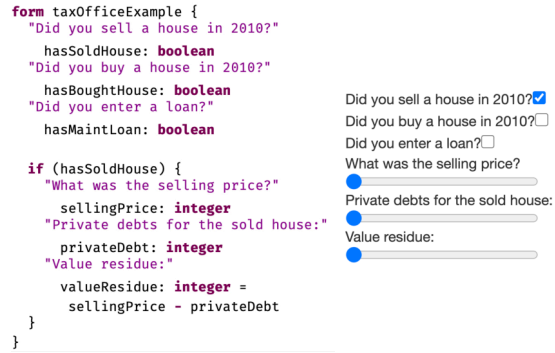 form taxOfficeExample {
"Did you sell a house in 2010?"
hasSoldHouse: boolean
"Did you buy a house in 2010?"
hasBoughtHouse: boolean
"Did you enter a loan?"
hasMaintLoan: boolean
if (hasSoldHouse) {
"What was the selling price?"
sellingPrice: integer
"Private debts for the sold house:"
privateDebt: integer
"Value residue:"
valueResidue: integer =
sellingPrice - privateDebt
}
}
Did you sell a house in 2010?
Did you buy a house in 2010?
Did you enter a loan?
What was the selling price?
Private debts for the sold house:
Value residue: